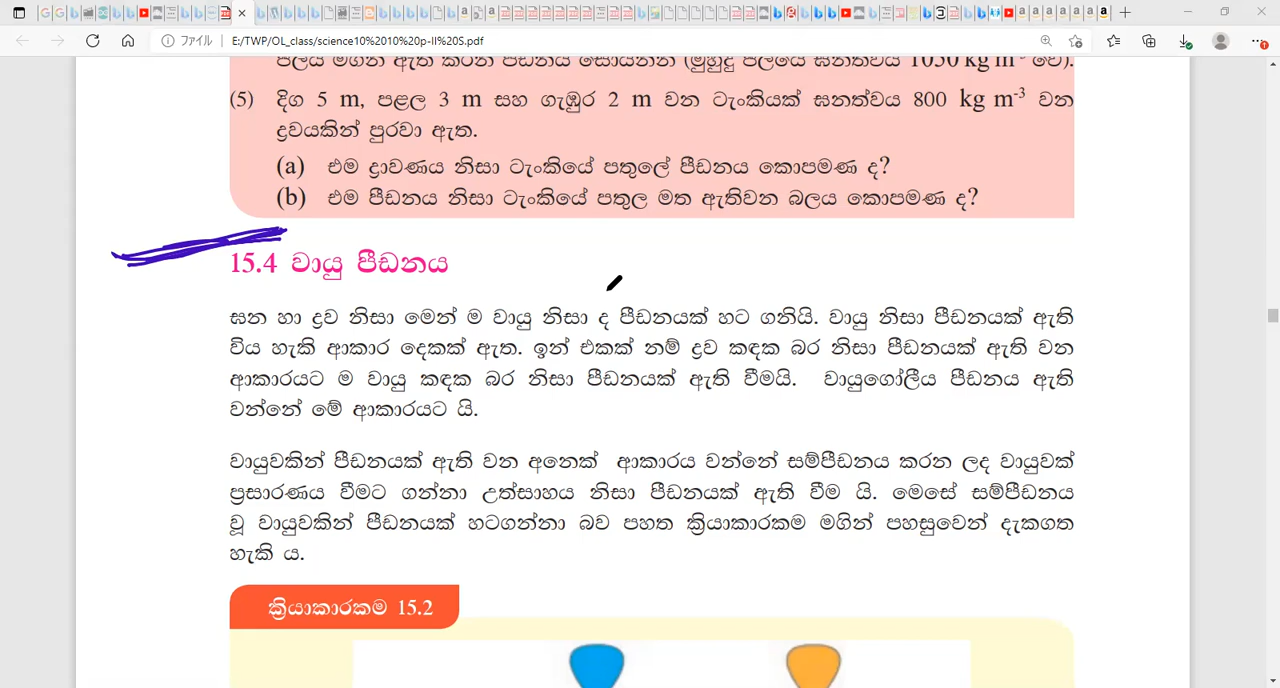 ファイル E:/TWP/OL_class/science10%2010%20p-II%20S.pdf
ජලය මගින් ඇති කරන පීඩනය සොයන්න (මුහුදු ජලයේ ඝනත්වය 1050 kg m⁻³ වේ).
(5) දිග 5 m, පළල 3 m සහ ගැඹුර 2 m වන ටැංකියක් ඝනත්වය 800 kg m⁻³ වන
ද්‍රවයකින් පුරවා ඇත.
(a) එම ද්‍රාවණය නිසා ටැංකියේ පතුලේ පීඩනය කොපමණ ද?
(b) එම පීඩනය නිසා ටැංකියේ පතුල මත ඇතිවන බලය කොපමණ ද?
15.4 වායු පීඩනය
ඝන හා ද්‍රව නිසා මෙන් ම වායු නිසා ද පීඩනයක් හට ගනියි. වායු නිසා පීඩනයක් ඇති
විය හැකි ආකාර දෙකක් ඇත. ඉන් එකක් නම් ද්‍රව කඳක බර නිසා පීඩනයක් ඇති වන
ආකාරයට ම වායු කඳක බර නිසා පීඩනයක් ඇති වීමයි. වායුගෝලීය පීඩනය ඇති
වන්නේ මේ ආකාරයට යි.
වායුවකින් පීඩනයක් ඇති වන අනෙක් ආකාරය වන්නේ සම්පීඩනය කරන ලද වායුවක්
ප්‍රසාරණය වීමට ගන්නා උත්සාහය නිසා පීඩනයක් ඇති වීම යි. මෙසේ සම්පීඩනය
වූ වායුවකින් පීඩනයක් හටගන්නා බව පහත ක්‍රියාකාරකම මගින් පහසුවෙන් දැකගත
හැකි ය.
ක්‍රියාකාරකම 15.2